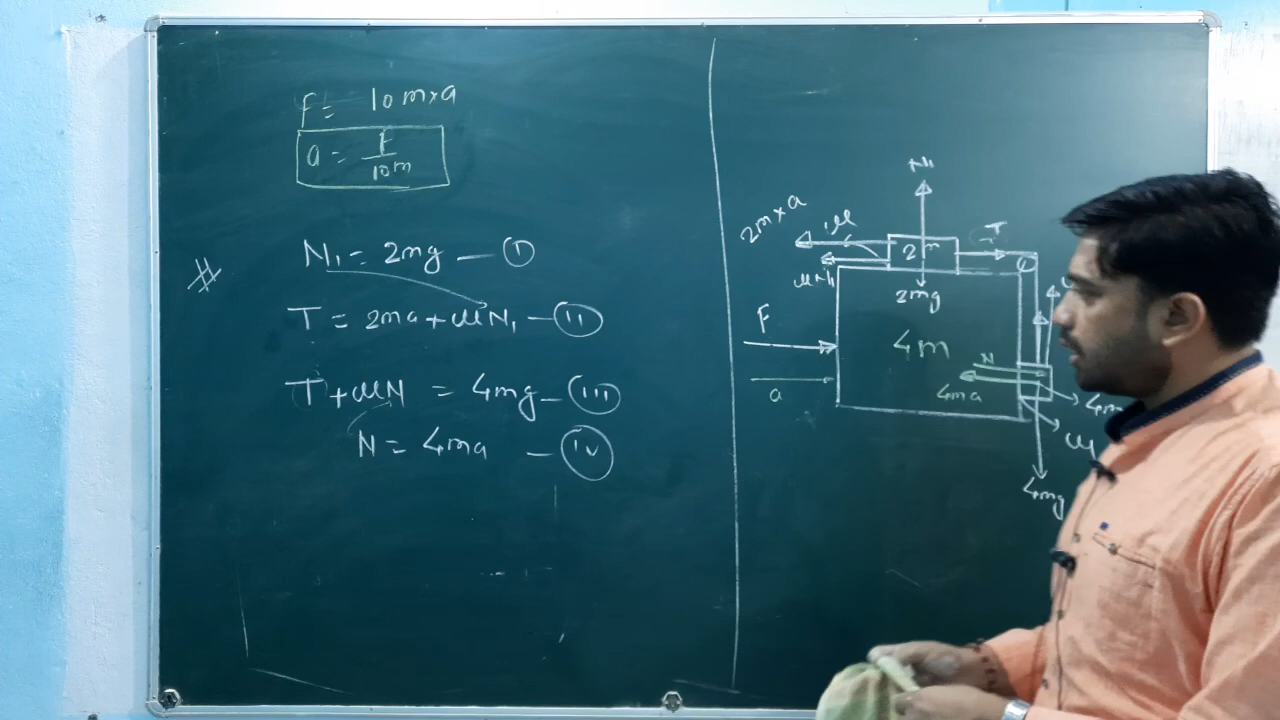 F = 10m×a
a = F/10m
# N₁ = 2mg — (i)
T = 2ma + μN₁ — (ii)
T + μN = 4mg — (iii)
N = 4ma — (iv)
N₁
2m×a
μ
T
2m
μN₁
2mg
F
4m
N
a
4ma
4m
4mg